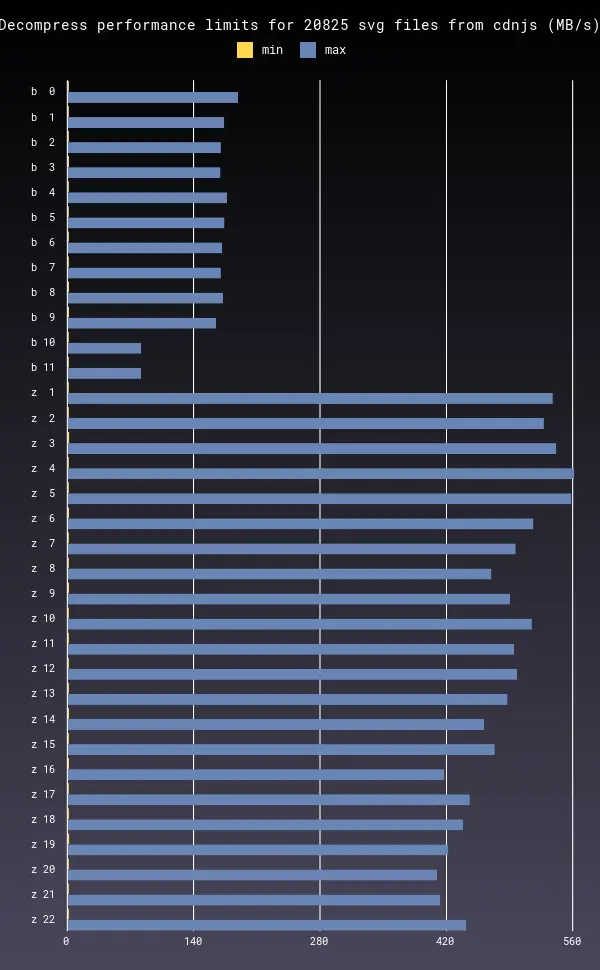 Decompress performance limits for 20825 svg files from cdnjs (MB/s)
min max
b 0
b 1
b 2
b 3
b 4
b 5
b 6
b 7
b 8
b 9
b 10
b 11
z 1
z 2
z 3
z 4
z 5
z 6
z 7
z 8
z 9
z 10
z 11
z 12
z 13
z 14
z 15
z 16
z 17
z 18
z 19
z 20
z 21
z 22
0 140 280 420 560